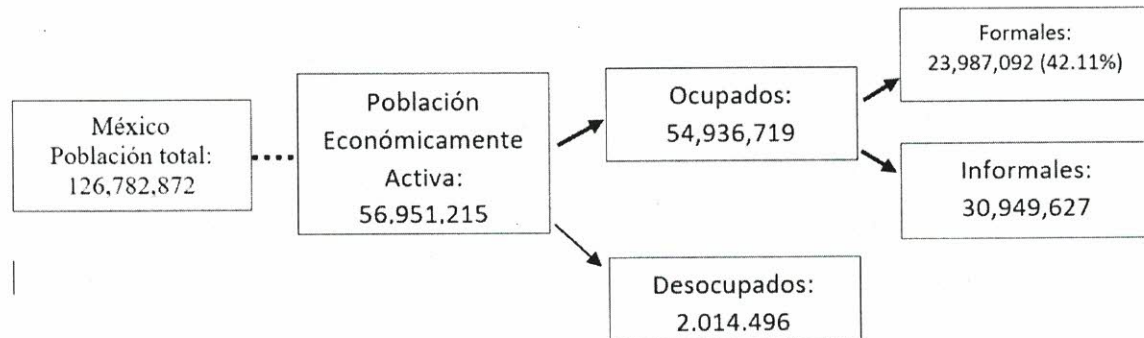 México
Población total:
126,782,872
Población
Económicamente
Activa:
56,951,215
Ocupados:
54,936,719
Formales:
23,987,092 (42.11%)
Informales:
30,949,627
Desocupados:
2,014,496